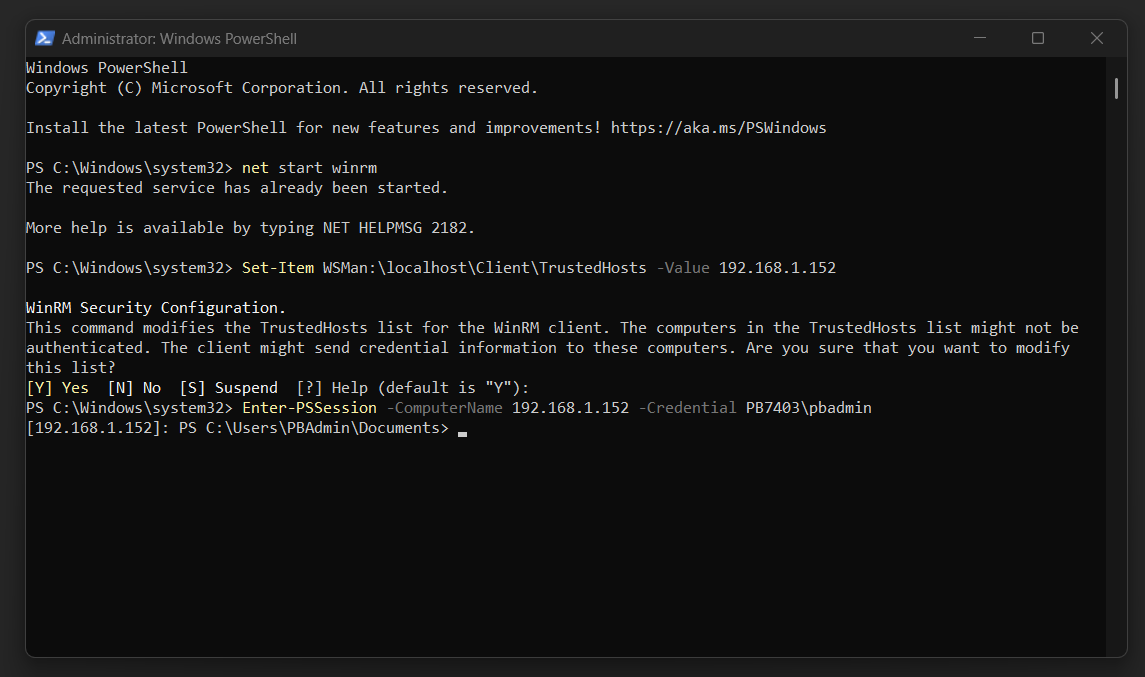 Administrator: Windows PowerShell
Windows PowerShell
Copyright (C) Microsoft Corporation. All rights reserved.
Install the latest PowerShell for new features and improvements! https://aka.ms/PSWindows
PS C:\Windows\system32> net start winrm
The requested service has already been started.
More help is available by typing NET HELPMSG 2182.
PS C:\Windows\system32> Set-Item WSMan:\localhost\Client\TrustedHosts -Value 192.168.1.152
WinRM Security Configuration.
This command modifies the TrustedHosts list for the WinRM client. The computers in the TrustedHosts list might not be
authenticated. The client might send credential information to these computers. Are you sure that you want to modify
this list?
[Y] Yes  [N] No  [S] Suspend  [?] Help (default is "Y"):
PS C:\Windows\system32> Enter-PSSession -ComputerName 192.168.1.152 -Credential PB7403\pbadmin
[192.168.1.152]: PS C:\Users\PBAdmin\Documents>